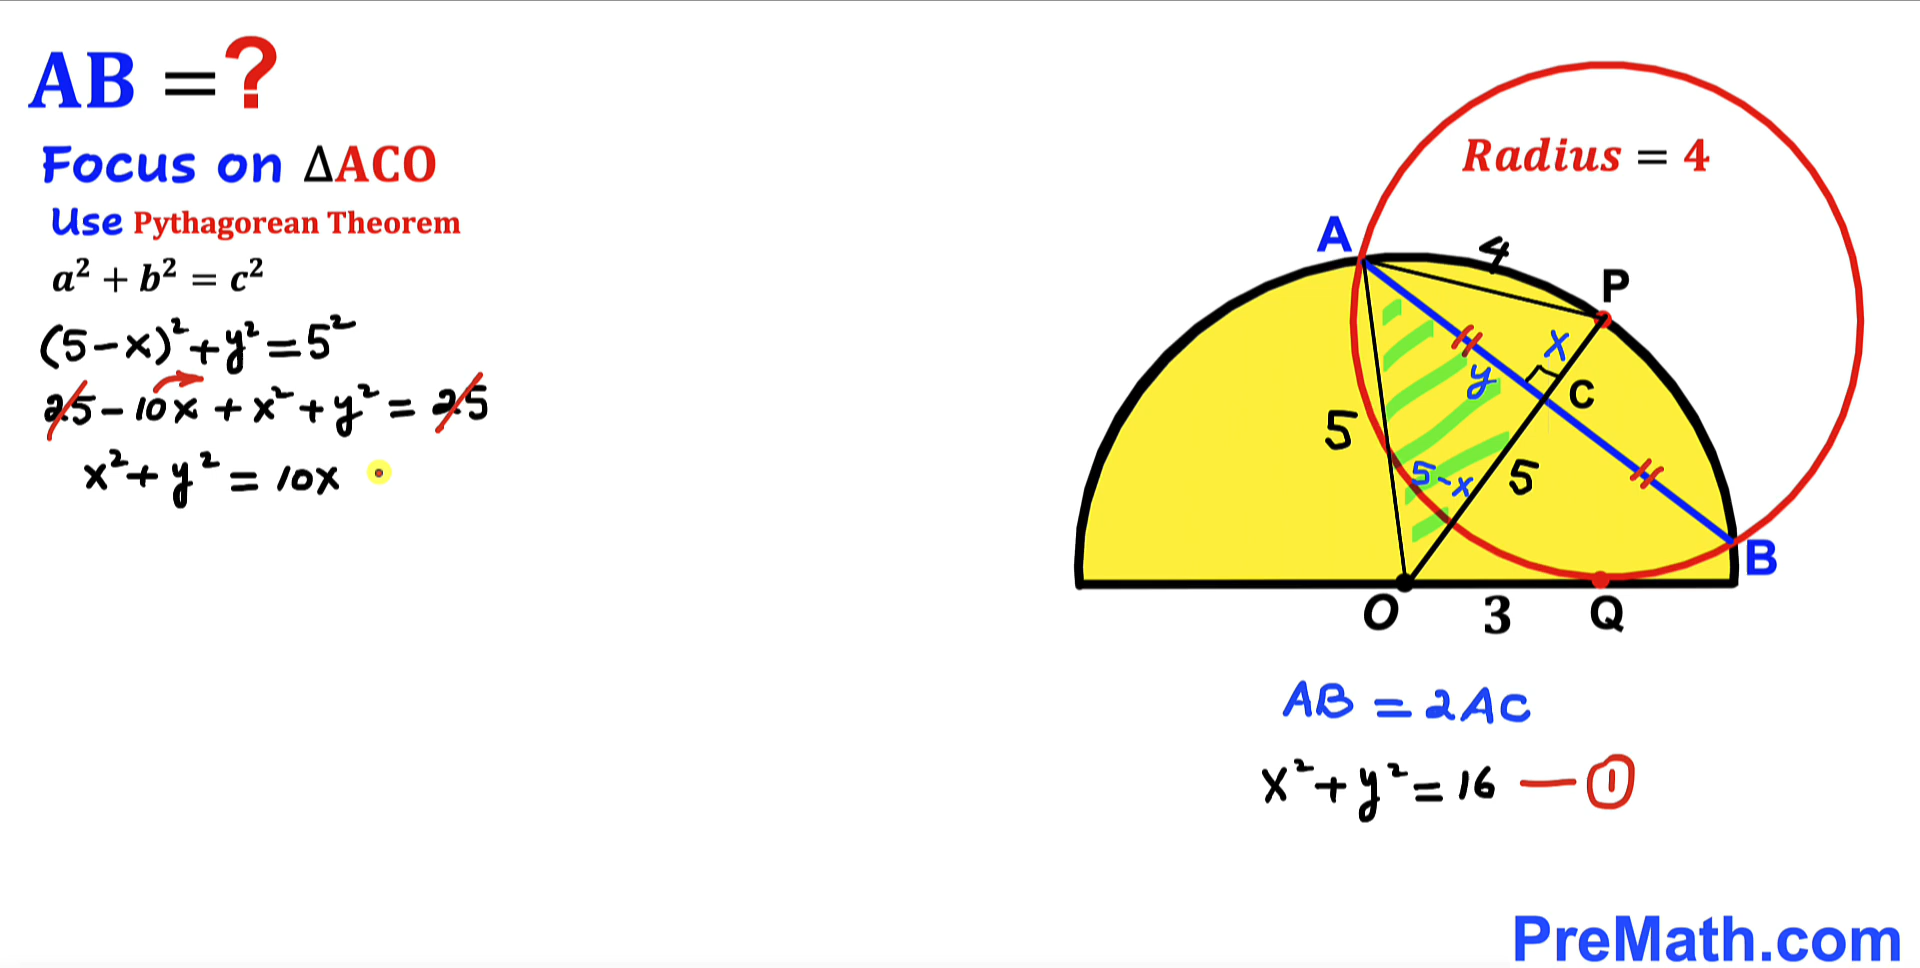 AB =?
Focus on ΔACO
Use Pythagorean Theorem
a² + b² = c²
(5-x)²+y²=5²
25-10x+x²+y²=25
x²+y²=10x
Radius = 4
A
4
P
x
y
C
5
5-x
5
B
O
3
Q
AB = 2AC
x²+y²=16 — ①
PreMath.com